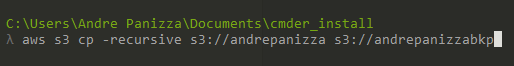 C:\Users\Andre Panizza\Documents\cmder_install
λ aws s3 cp -recursive s3://andrepanizza s3://andrepanizzabkp